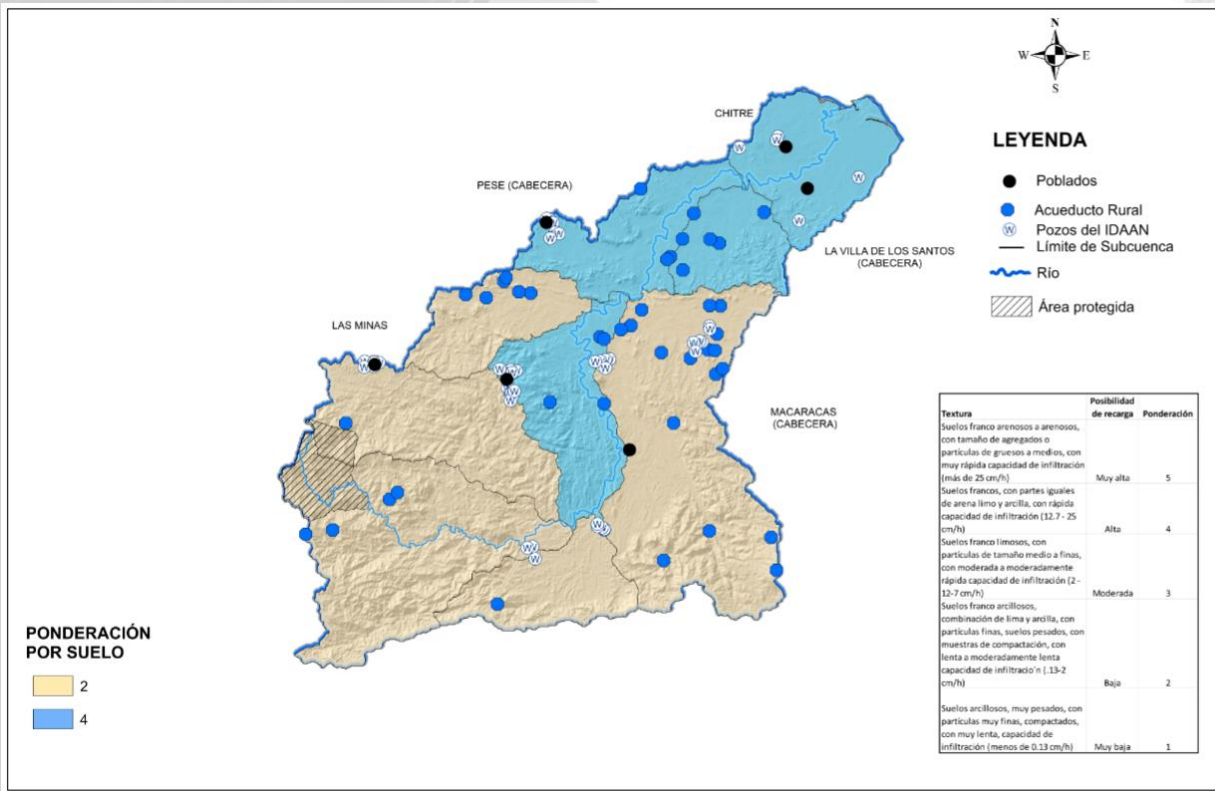 N
W E
S
CHITRE
LEYENDA
Poblados
PESE (CABECERA)
Acueducto Rural
Pozos del IDAAN
Límite de Subcuenca
LA VILLA DE LOS SANTOS
(CABECERA)
Río
Área protegida
LAS MINAS
MACARACAS
(CABECERA)
Textura Posibilidad de recarga Ponderación
Suelos franco arenosos a arenosos,
con tamaño de agregados o
partículas de gruesos a medios, con
muy rápida capacidad de infiltración
(más de 25 cm/h) Muy alta 5
Suelos francos, con partes iguales
de arena limo y arcilla, con rápida
capacidad de infiltración (12.7 - 25
cm/h) Alta 4
Suelos franco limosos, con
partículas de tamaño medio a finas,
con moderada a moderadamente
rápida capacidad de infiltración (2 -
12-7 cm/h) Moderada 3
Suelos franco arcillosos,
combinación de lima y arcilla, con
partículas finas, suelos pesados, con
muestras de compactación, con
lenta a moderadamente lenta
capacidad de infiltracio´n (.13-2
cm/h) Baja 2
Suelos arcillosos, muy pesados, con
partículas muy finas, compactados,
con muy lenta, capacidad de
infiltración (menos de 0.13 cm/h) Muy baja 1
PONDERACIÓN
POR SUELO
2
4